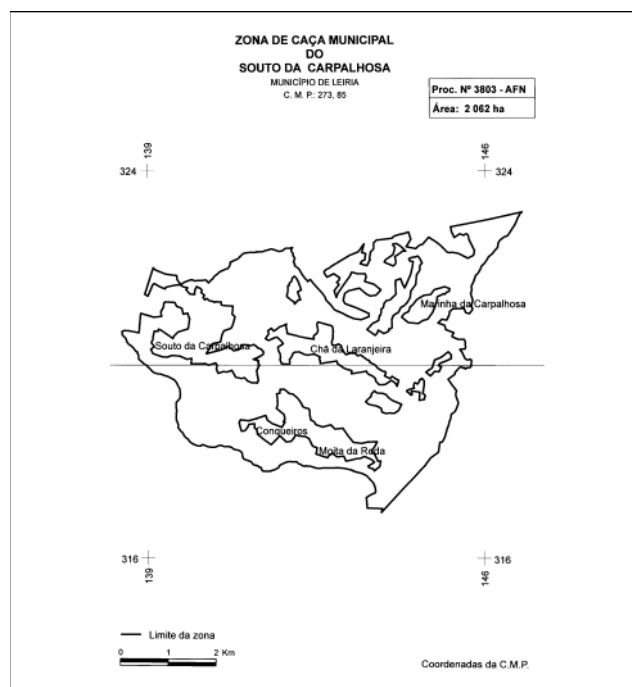 ZONA DE CAÇA MUNICIPAL
DO
SOUTO DA CARPALHOSA
MUNICÍPIO DE LEIRIA
C. M. P.: 273, 85
Proc. Nº 3803 - AFN
Área: 2 062 ha
139
146
324
324
Marinha da Carpalhosa
Souto da Carpalhosa
Chã da Laranjeira
Conqueiros
Moita da Roda
316
316
139
146
Limite da zona
0 1 2 Km
Coordenadas da C.M.P.